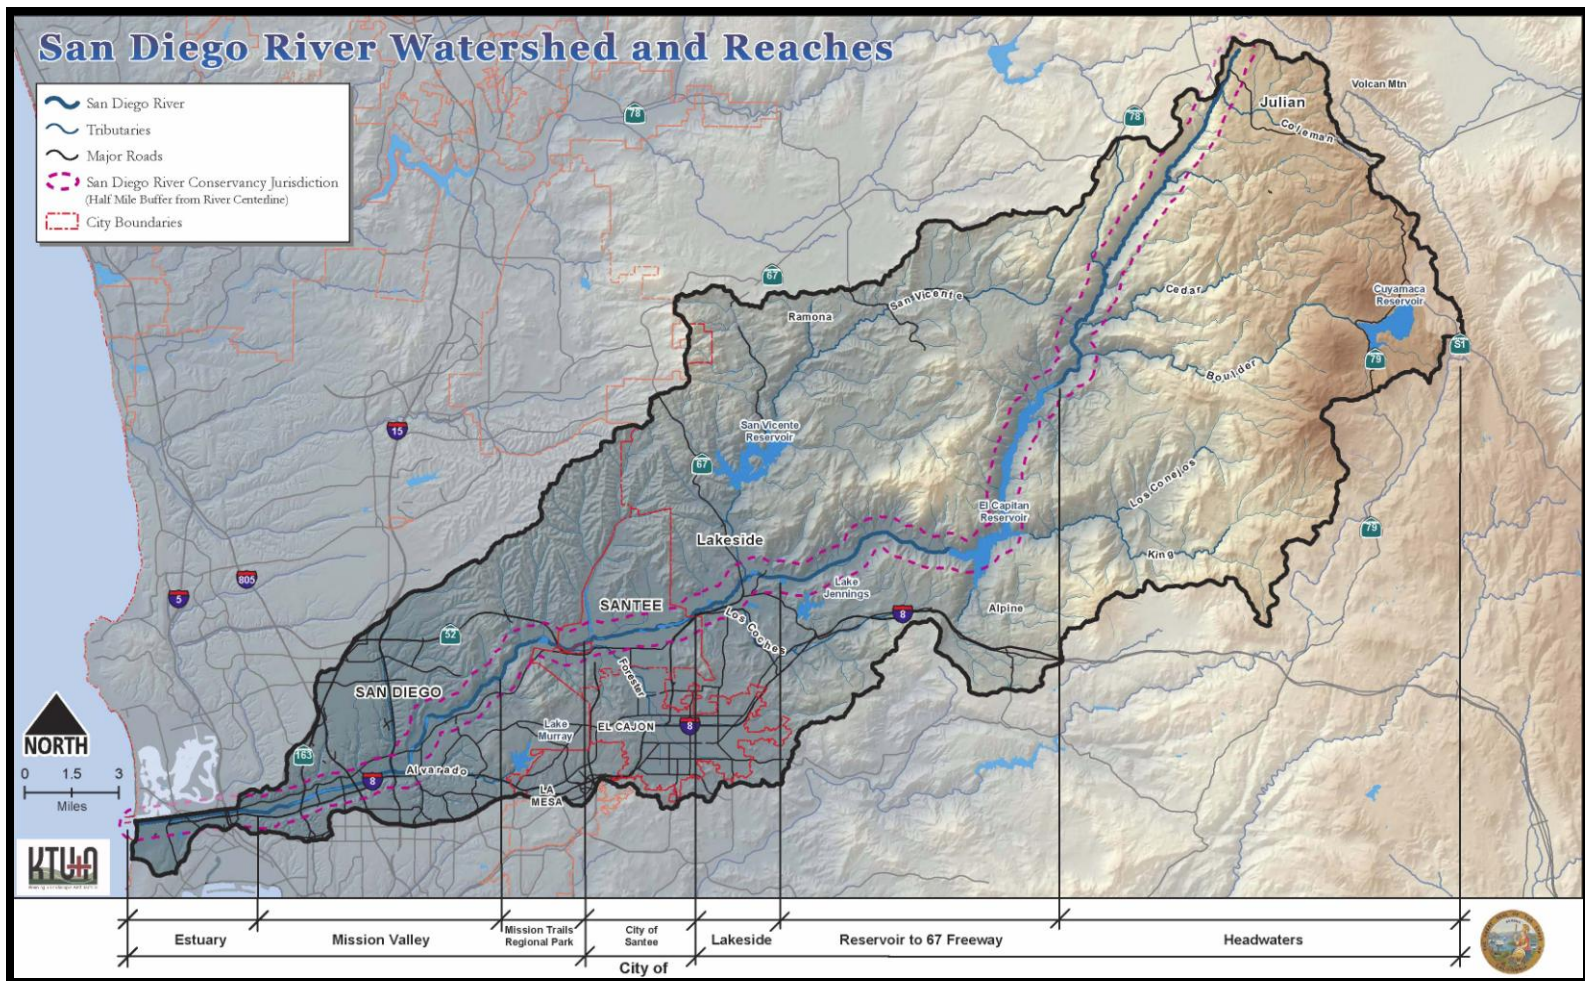 San Diego River Watershed and Reaches
San Diego River
Tributaries
Major Roads
San Diego River Conservancy Jurisdiction
(Half Mile Buffer from River Centerline)
City Boundaries
78
78
Volcan Mtn
Julian
Coleman
67
Ramona
San Vicente
Cedar
Cuyamaca
Reservoir
S1
79
Boulder
15
San Vicente
Reservoir
67
Los Conejos
El Capitan
Reservoir
79
Lakeside
King
805
5
Lake
Jennings
SANTEE
Alpine
8
Los Coches
52
Forester
SAN DIEGO
EL CAJON
8
Lake
Murray
163
8
Alvarado
LA
MESA
NORTH
0 1.5 3
Miles
KTU+A
Estuary
Mission Valley
Mission Trails
Regional Park
City of
Santee
Lakeside
Reservoir to 67 Freeway
Headwaters
City of